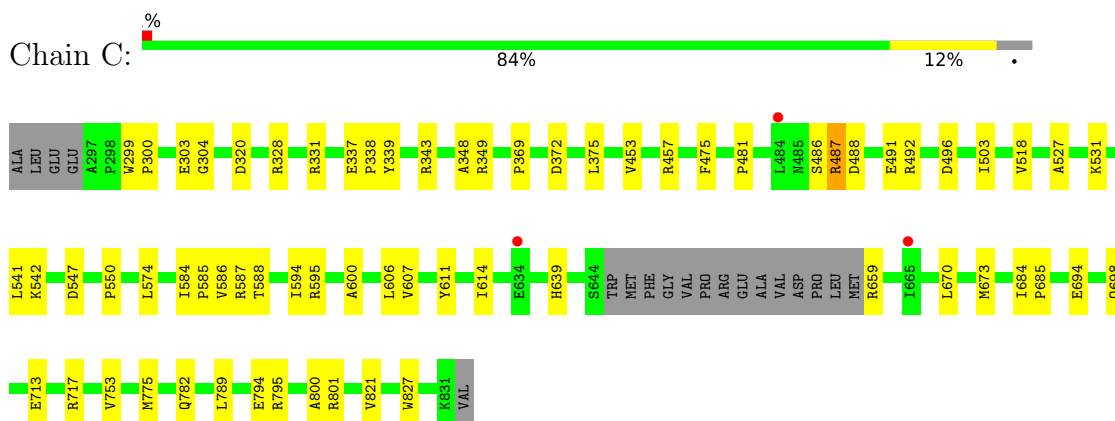 %
Chain C:
84% 12% •
ALA LEU GLU GLU A297 P298 W299 P300 E303 G304 D320 R328 R331 E337 P338 Y339 R343 A348 R349 P369 D372 L375 V453 R457 F475 P481 L484 N485 S486 R487 D488 E491 R492 D496 I503 V518 A527 K531
L541 K542 D547 P550 L574 I584 P585 V586 R587 T588 I594 R595 A600 L606 V607 Y611 I614 E634 H639 S644 TRP MET PHE GLY VAL PRO ARG GLU ALA VAL ASP PRO LEU MET R659 I665 L670 M673 I684 P685 E694
E713 R717 V753 M775 Q782 L789 E794 R795 A800 R801 V821 W827 K831 VAL